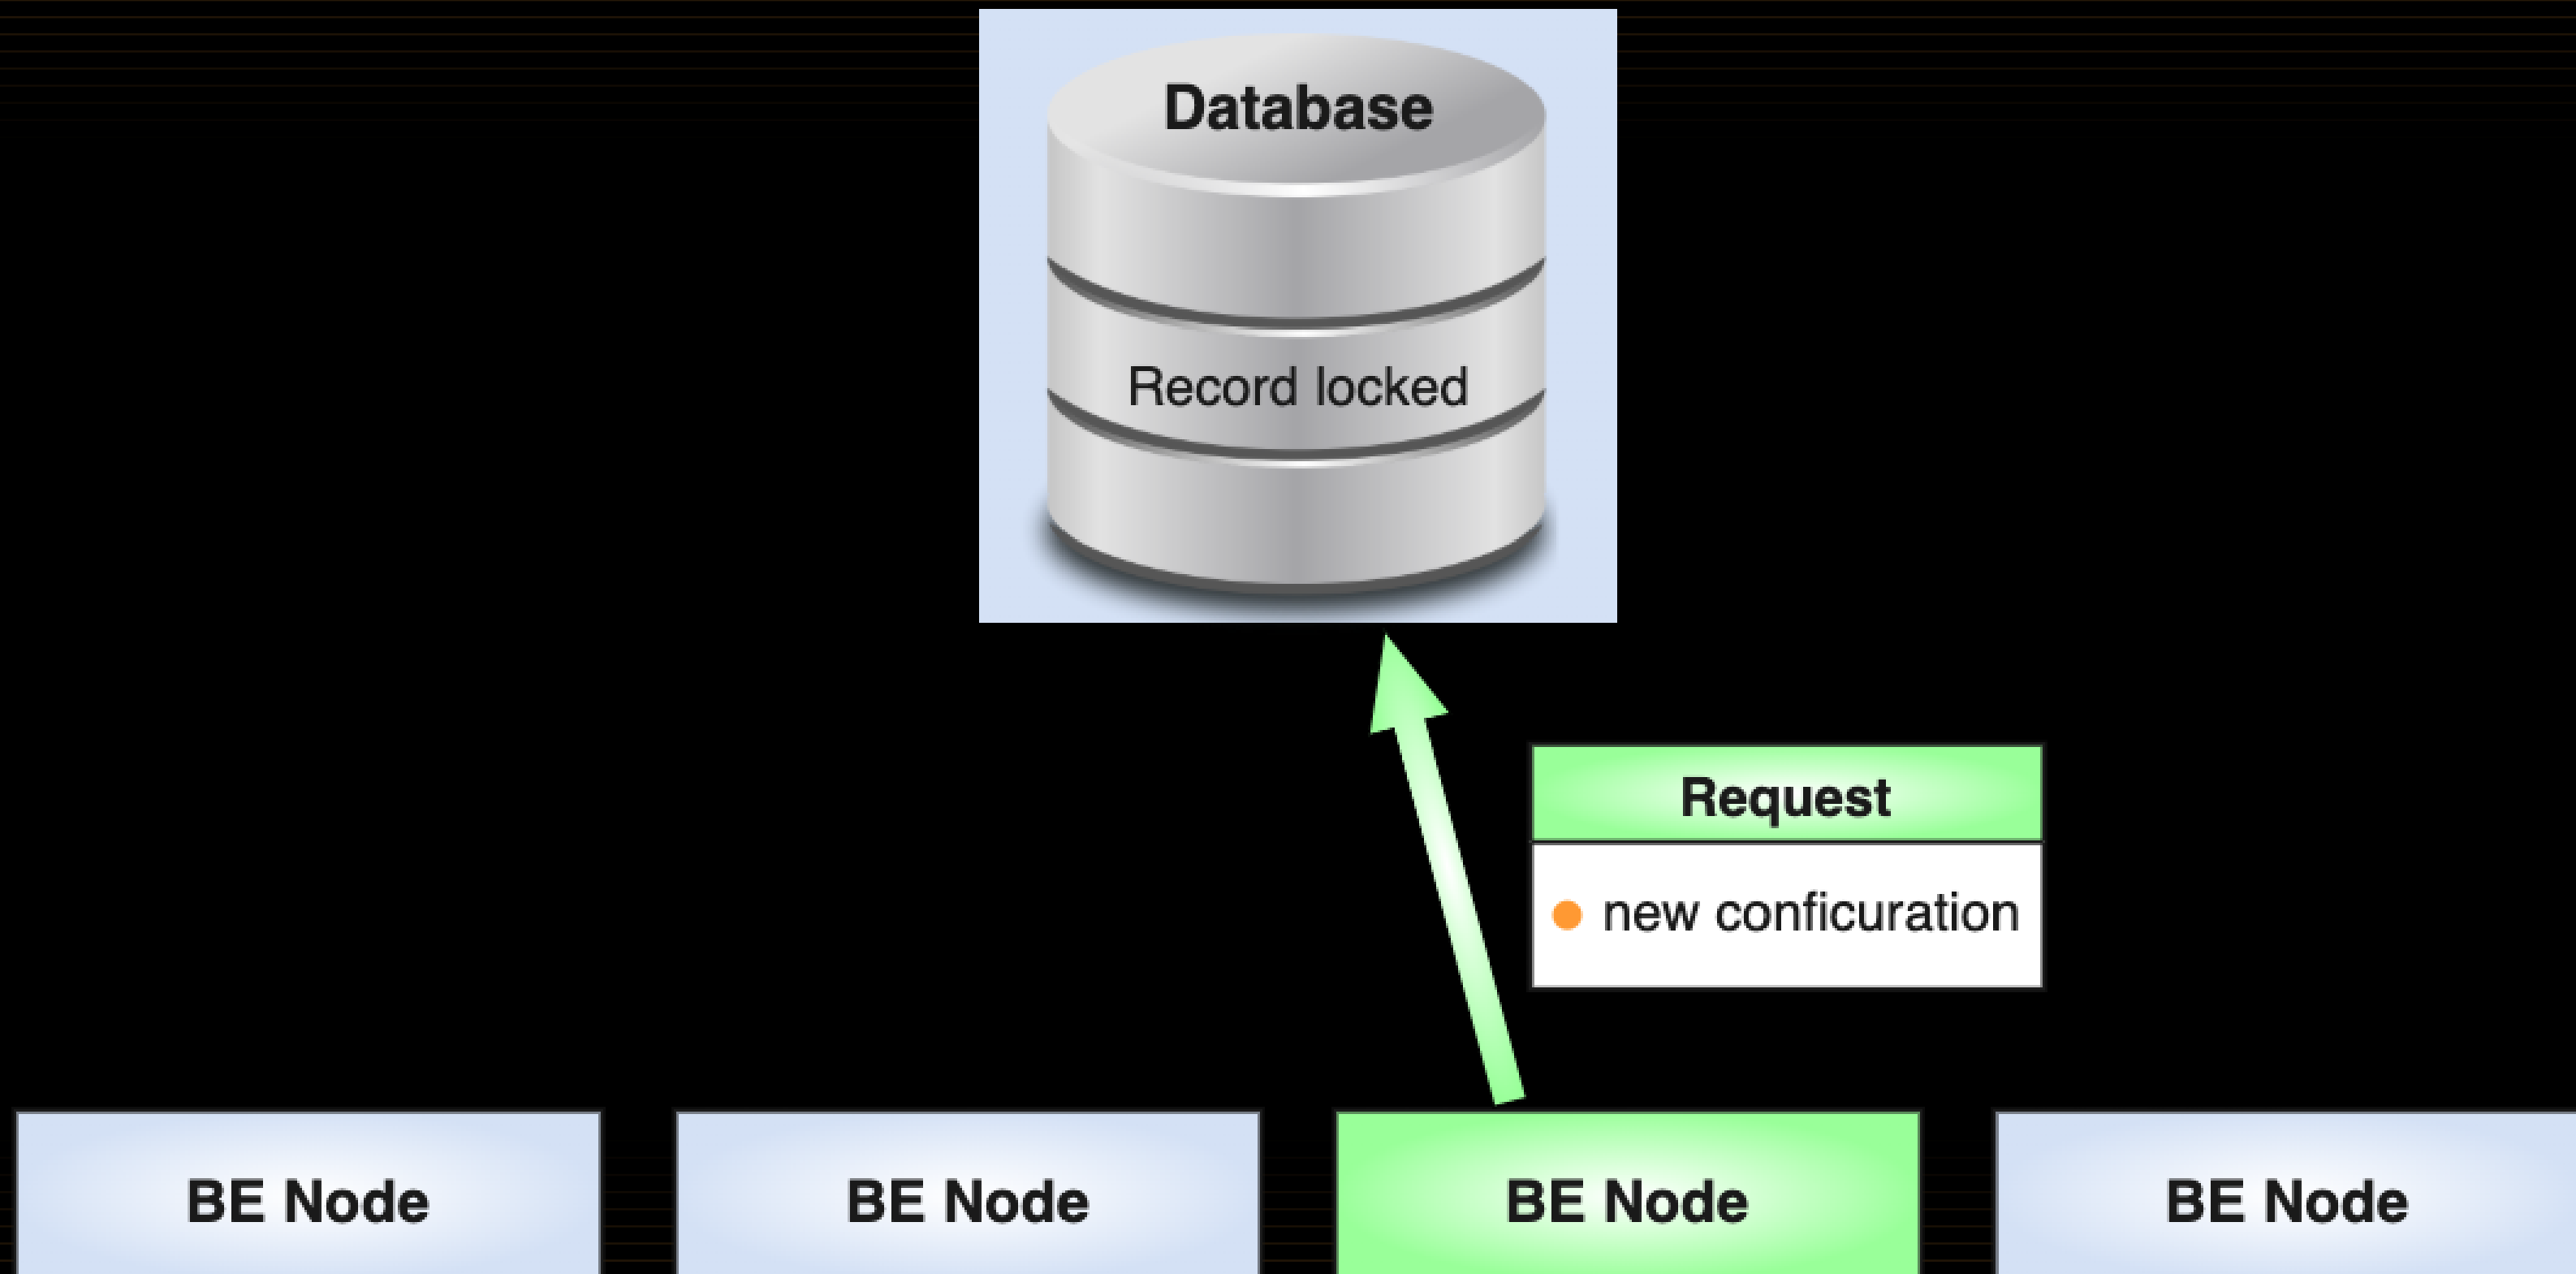 Database
Record locked
Request
new conficuration
BE Node
BE Node
BE Node
BE Node